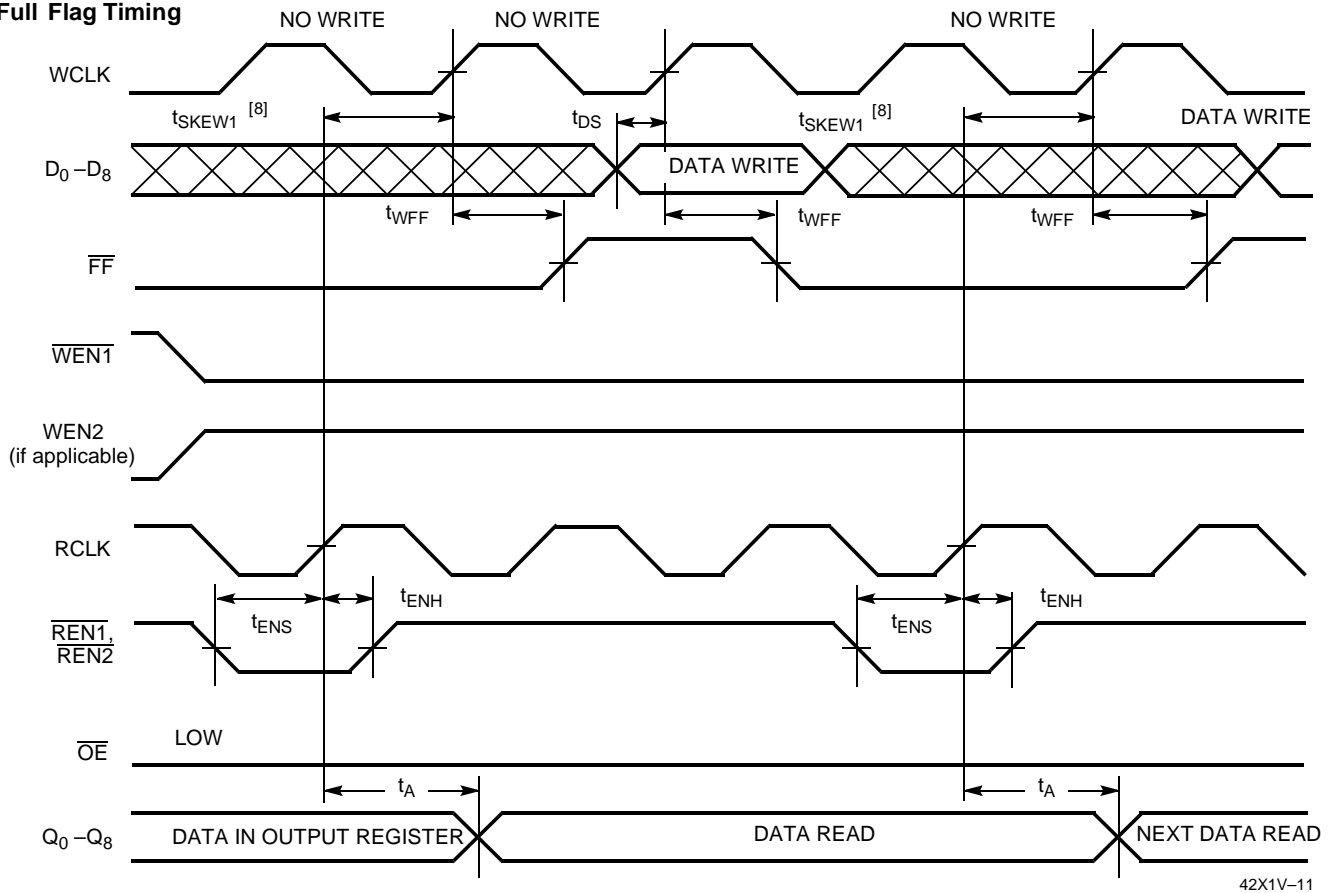 Full Flag Timing
NO WRITE
NO WRITE
NO WRITE
WCLK
tSKEW1 [8]
tDS
tSKEW1 [8]
DATA WRITE
D0 –D8
DATA WRITE
tWFF
tWFF
tWFF
FF
WEN1
WEN2
(if applicable)
RCLK
tENS
tENH
tENS
tENH
REN1,
REN2
OE
LOW
tA
tA
Q0 –Q8
DATA IN OUTPUT REGISTER
DATA READ
NEXT DATA READ
42X1V–11